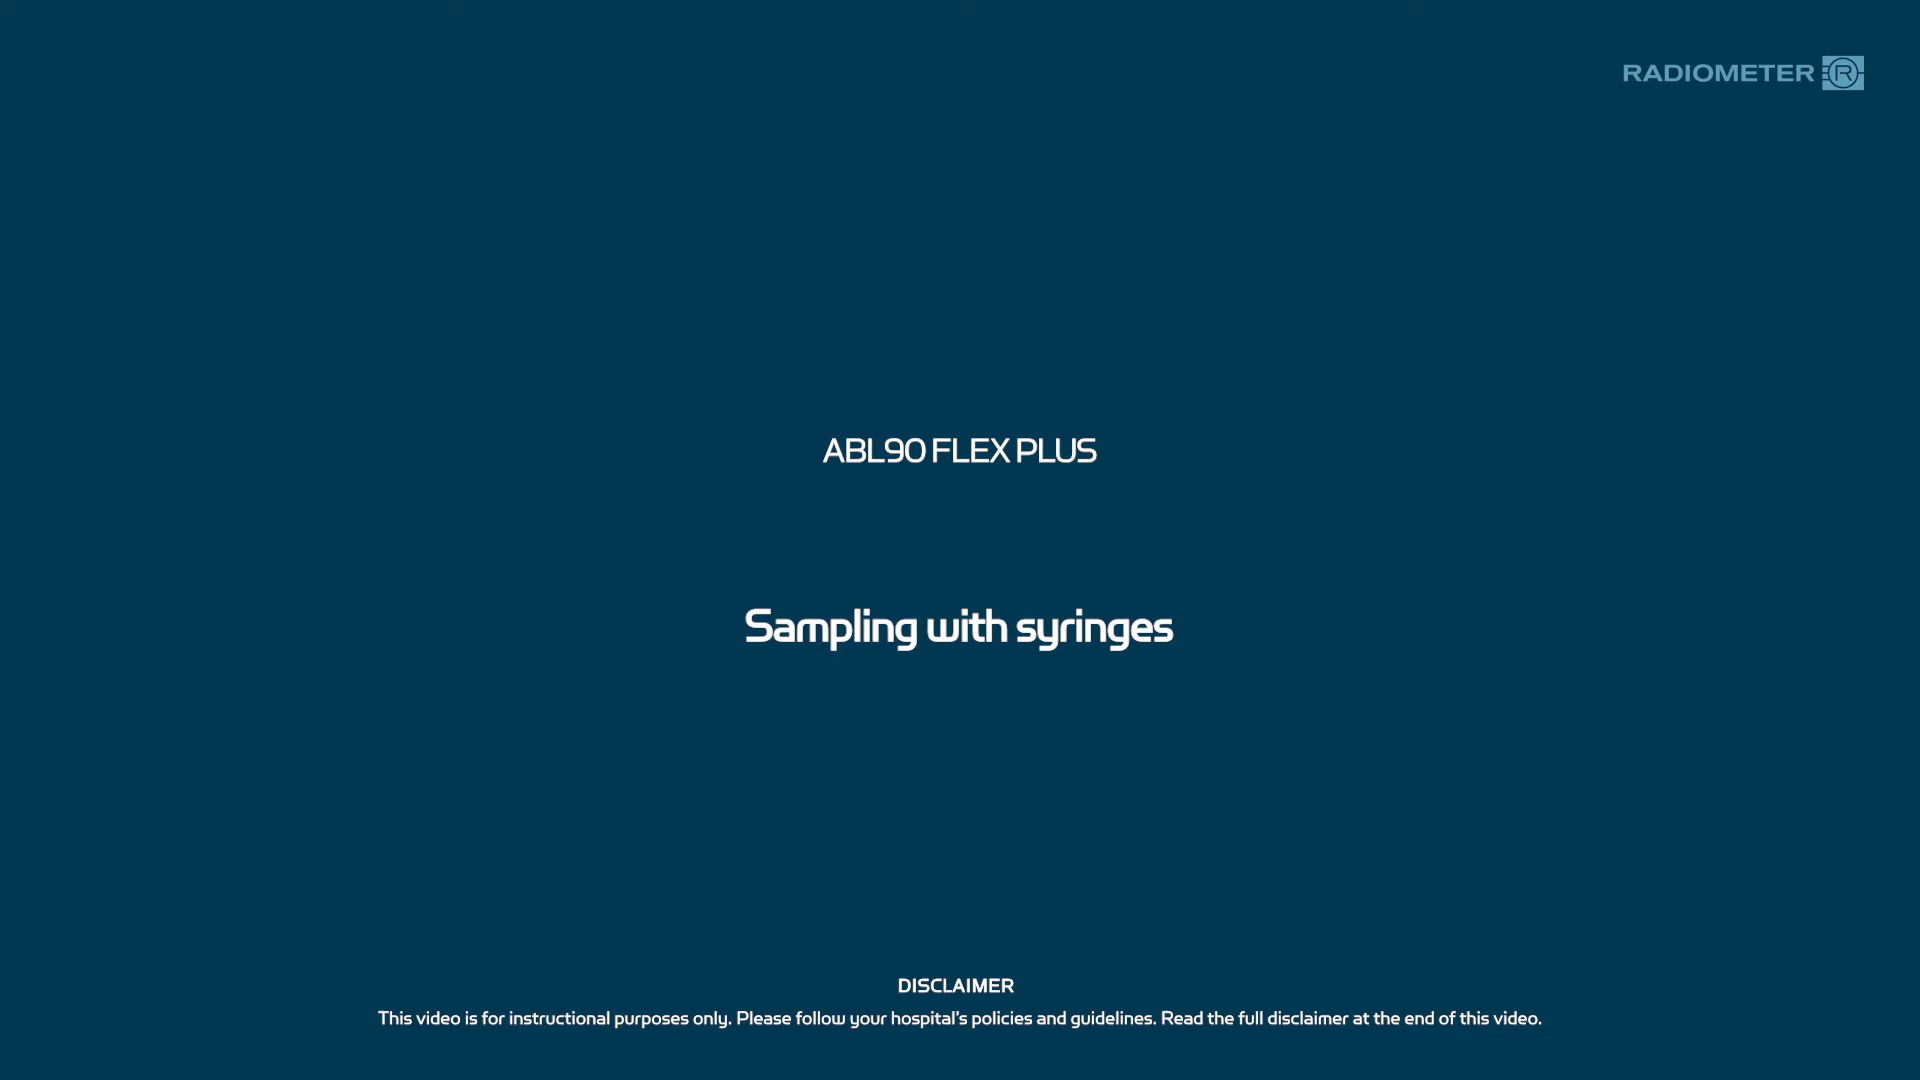 RADIOMETER
ABL90 FLEX PLUS
Sampling with syringes
DISCLAIMER
This video is for instructional purposes only. Please follow your hospital's policies and guidelines. Read the full disclaimer at the end of this video.